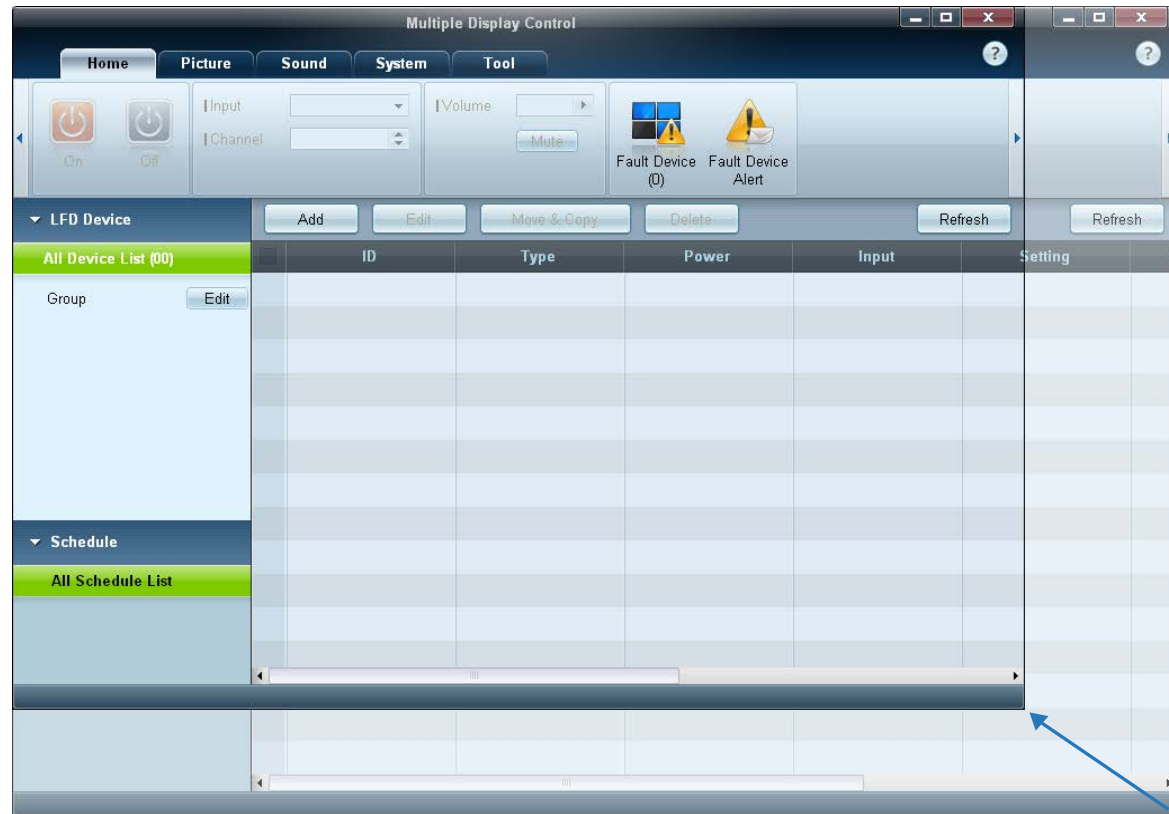 Multiple Display Control
Home Picture Sound System Tool
Input
Channel
On Off
Volume
Mute
Fault Device
(0)
Fault Device
Alert
LFD Device
Add Edit Move & Copy Delete Refresh Refresh
All Device List (00)
ID Type Power Input Setting
Group Edit
Schedule
All Schedule List